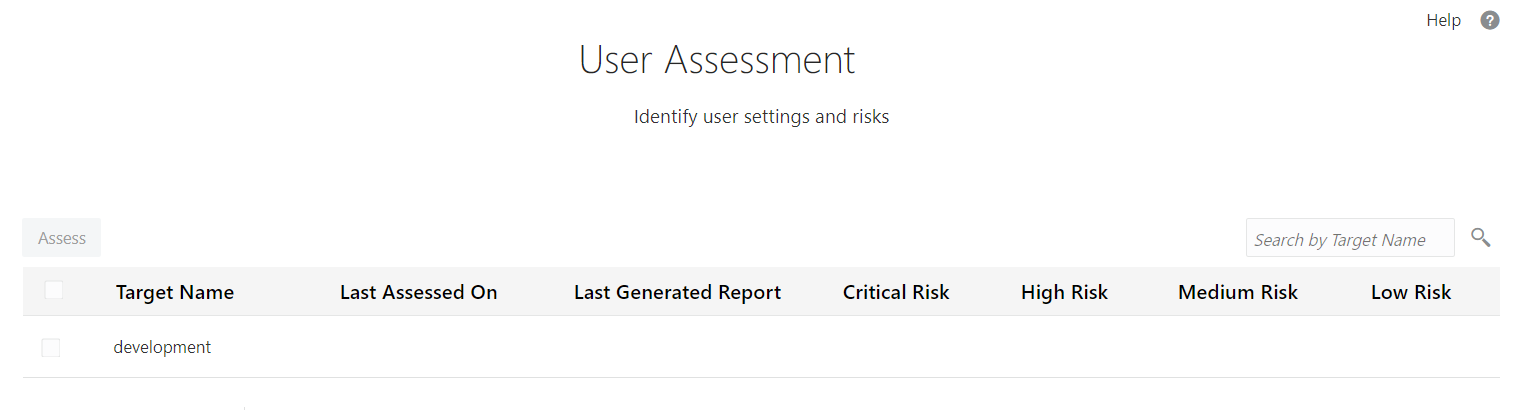 Help
User Assessment
Identify user settings and risks
Assess
Search by Target Name
Target Name Last Assessed On Last Generated Report Critical Risk High Risk Medium Risk Low Risk
development